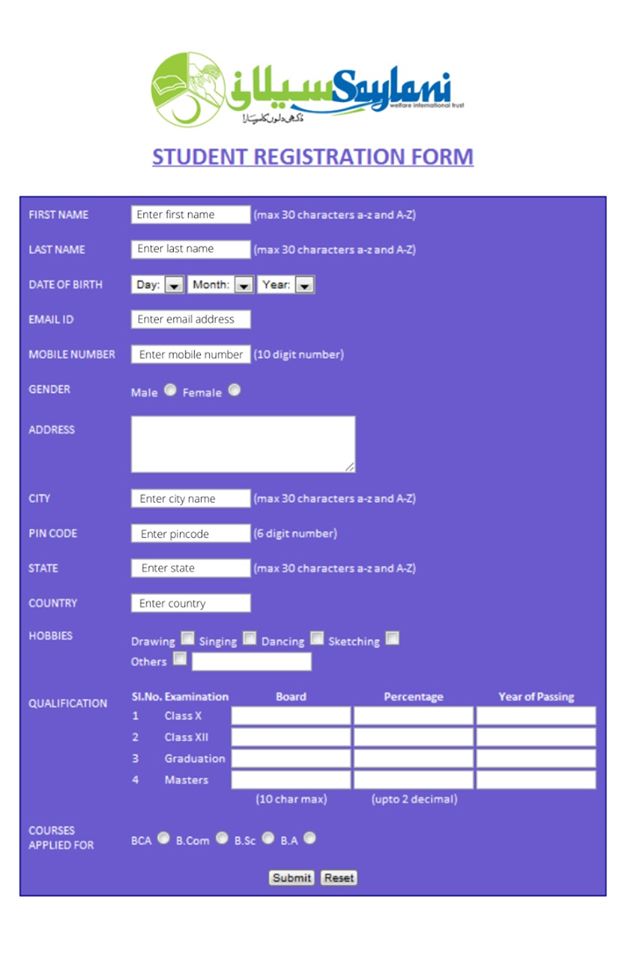 سیلانی Saylani
welfare international trust
STUDENT REGISTRATION FORM
FIRST NAME Enter first name (max 30 characters a-z and A-Z)
LAST NAME Enter last name (max 30 characters a-z and A-Z)
DATE OF BIRTH Day: Month: Year:
EMAIL ID Enter email address
MOBILE NUMBER Enter mobile number (10 digit number)
GENDER Male Female
ADDRESS
CITY Enter city name (max 30 characters a-z and A-Z)
PIN CODE Enter pincode (6 digit number)
STATE Enter state (max 30 characters a-z and A-Z)
COUNTRY Enter country
HOBBIES Drawing Singing Dancing Sketching
Others
QUALIFICATION Sl.No. Examination Board Percentage Year of Passing
1 Class X
2 Class XII
3 Graduation
4 Masters
(10 char max) (upto 2 decimal)
COURSES
APPLIED FOR BCA B.Com B.Sc B.A
Submit Reset